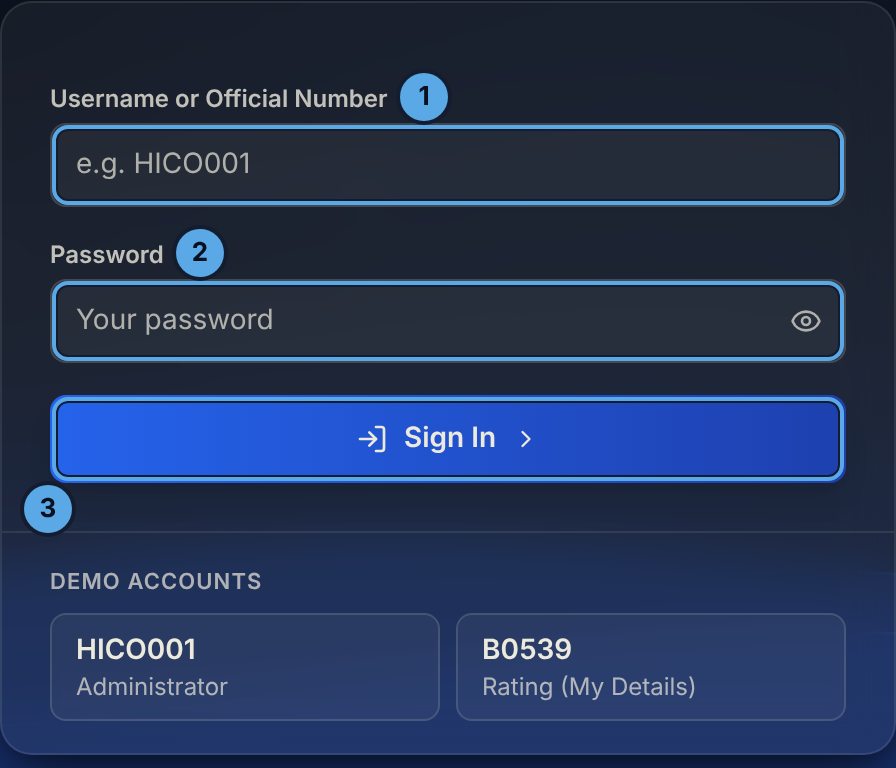 Username or Official Number 1
e.g. HICO001
Password 2
Your password
Sign In
3
DEMO ACCOUNTS
HICO001
Administrator
B0539
Rating (My Details)